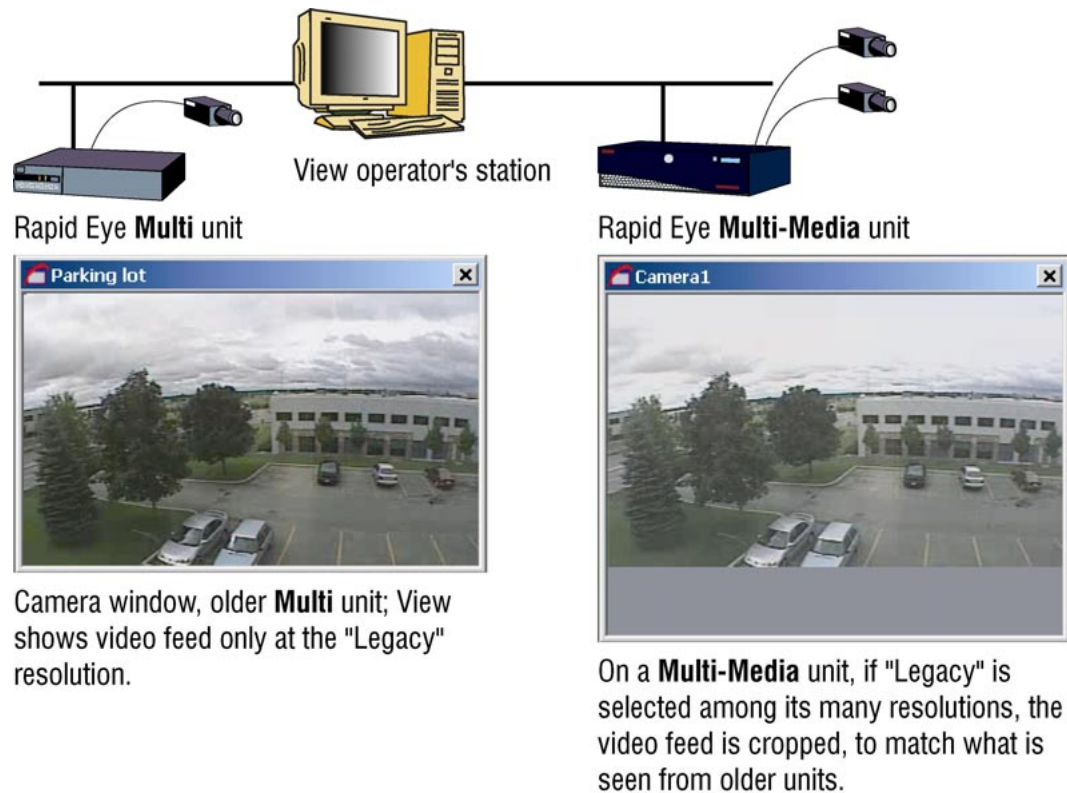 View operator's station
Rapid Eye Multi unit
Parking lot
Camera window, older Multi unit; View
shows video feed only at the "Legacy"
resolution.
Rapid Eye Multi-Media unit
Camera1
On a Multi-Media unit, if "Legacy" is
selected among its many resolutions, the
video feed is cropped, to match what is
seen from older units.